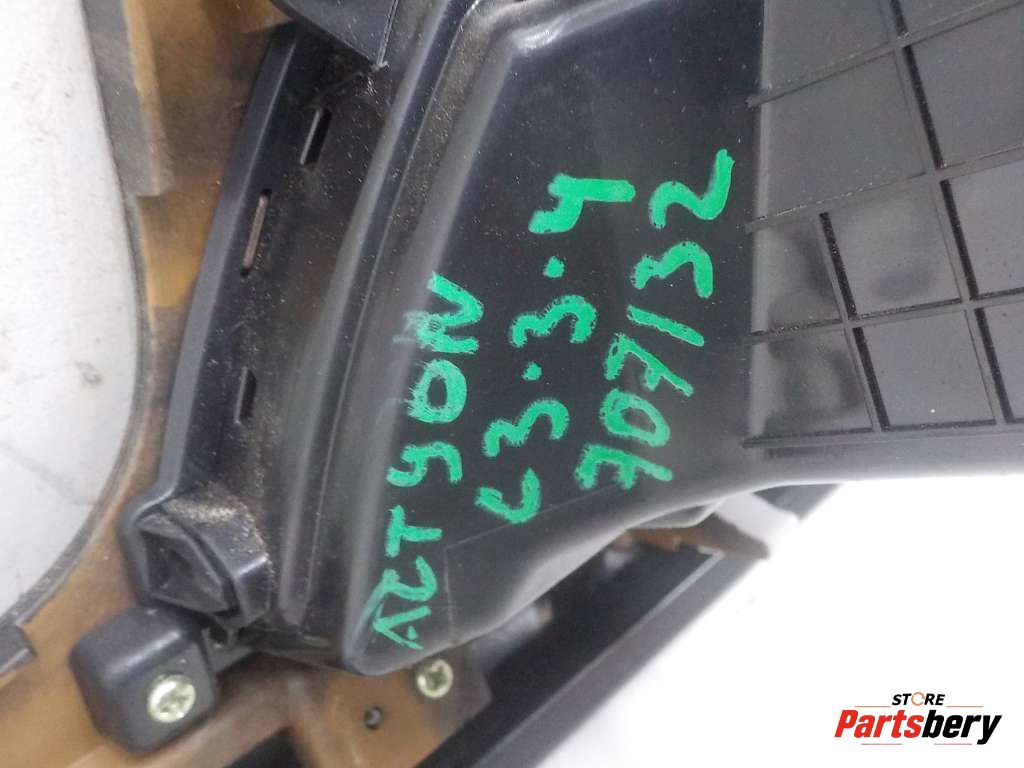 ACTYON
C3.3.4
707/32
STORE
Partsbery